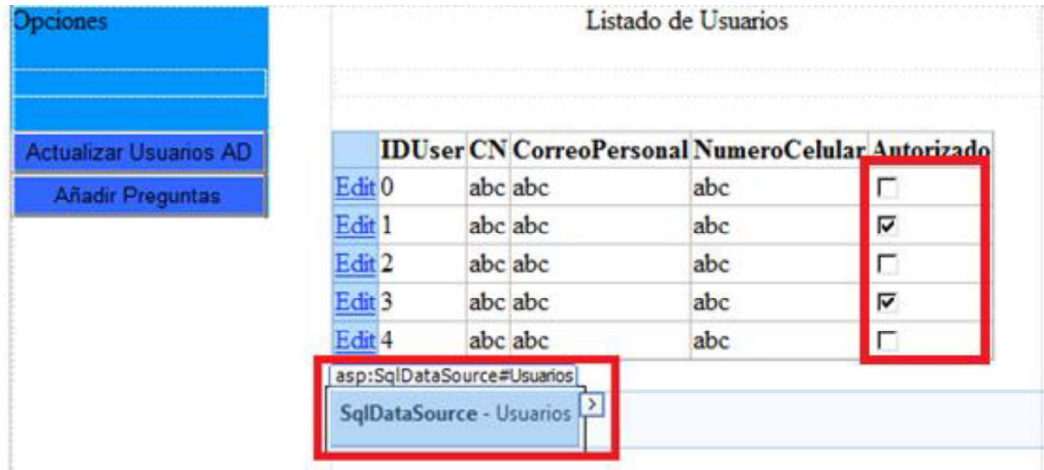 Opciones
Listado de Usuarios
Actualizar Usuarios AD
Añadir Preguntas
IDUser CN CorreoPersonal NumeroCelular Autorizado
Edit 0 abc abc abc
Edit 1 abc abc abc
Edit 2 abc abc abc
Edit 3 abc abc abc
Edit 4 abc abc abc
asp:SqlDataSource#Usuarios
SqlDataSource - Usuarios >